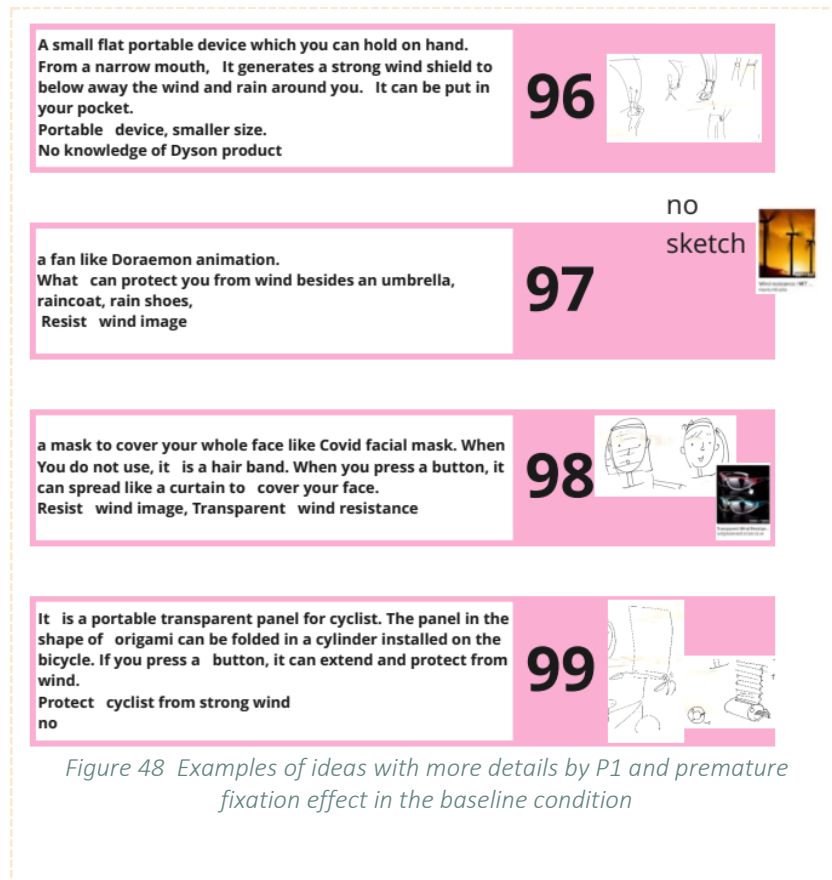 A small flat portable device which you can hold on hand.
From a narrow mouth, It generates a strong wind shield to
below away the wind and rain around you. It can be put in
your pocket.
Portable device, smaller size.
No knowledge of Dyson product
96
no
sketch
a fan like Doraemon animation.
What can protect you from wind besides an umbrella,
raincoat, rain shoes,
Resist wind image
97
a mask to cover your whole face like Covid facial mask. When
You do not use, it is a hair band. When you press a button, it
can spread like a curtain to cover your face.
Resist wind image, Transparent wind resistance
98
It is a portable transparent panel for cyclist. The panel in the
shape of origami can be folded in a cylinder installed on the
bicycle. If you press a button, it can extend and protect from
wind.
Protect cyclist from strong wind
no
99
Figure 48 Examples of ideas with more details by P1 and premature
fixation effect in the baseline condition